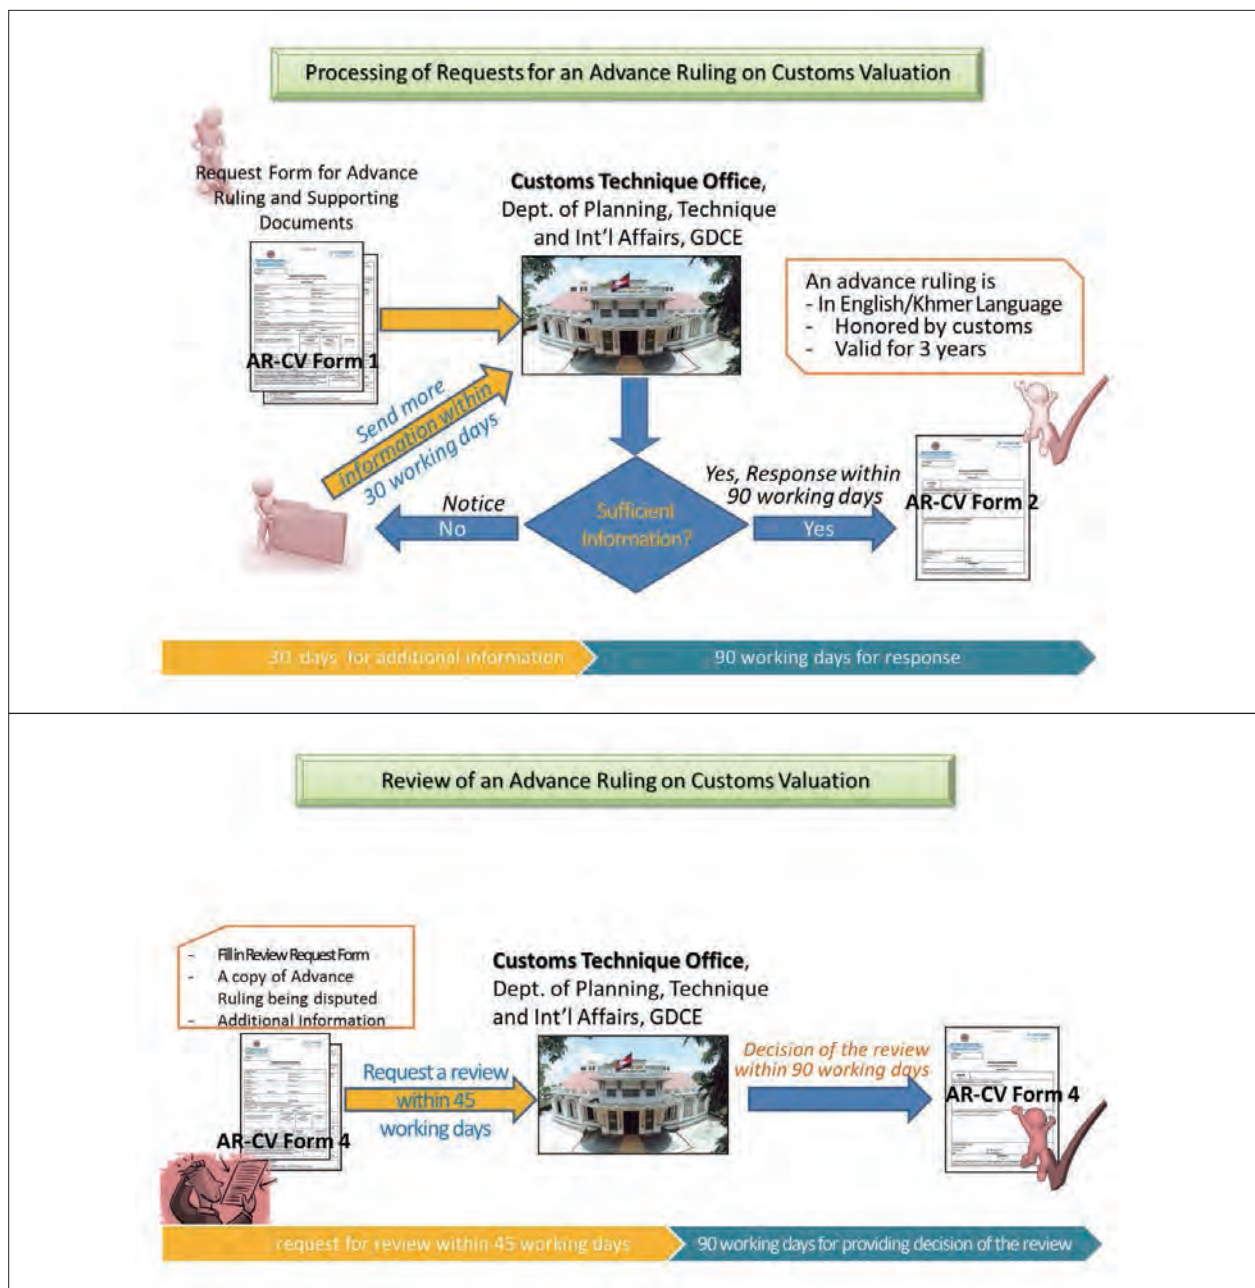 Processing of Requests for an Advance Ruling on Customs Valuation
Request Form for Advance
Ruling and Supporting
Documents
Customs Technique Office,
Dept. of Planning, Technique
and Int'l Affairs, GDCE
An advance ruling is
- In English/Khmer Language
- Honored by customs
- Valid for 3 years
AR-CV Form 1
Send more
information within
30 working days
Notice
No
Sufficient
Information?
Yes, Response within
90 working days
Yes
AR-CV Form 2
30 days for additional information
90 working days for response
Review of an Advance Ruling on Customs Valuation
- Fill in Review Request Form
- A copy of Advance
Ruling being disputed
- Additional Information
Customs Technique Office,
Dept. of Planning, Technique
and Int'l Affairs, GDCE
AR-CV Form 4
Request a review
within 45
working days
Decision of the review
within 90 working days
AR-CV Form 4
request for review within 45 working days
90 working days for providing decision of the review